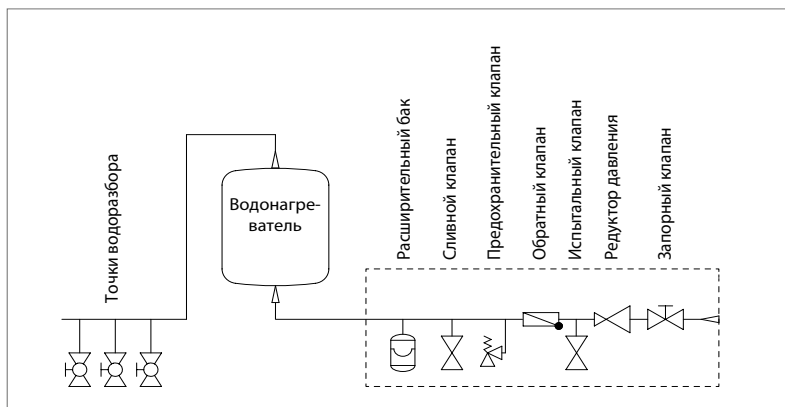 Точки водоразбора
Водонагре-
ватель
Расширительный бак
Сливной клапан
Предохранительный клапан
Обратный клапан
Испытальный клапан
Редуктор давления
Запорный клапан